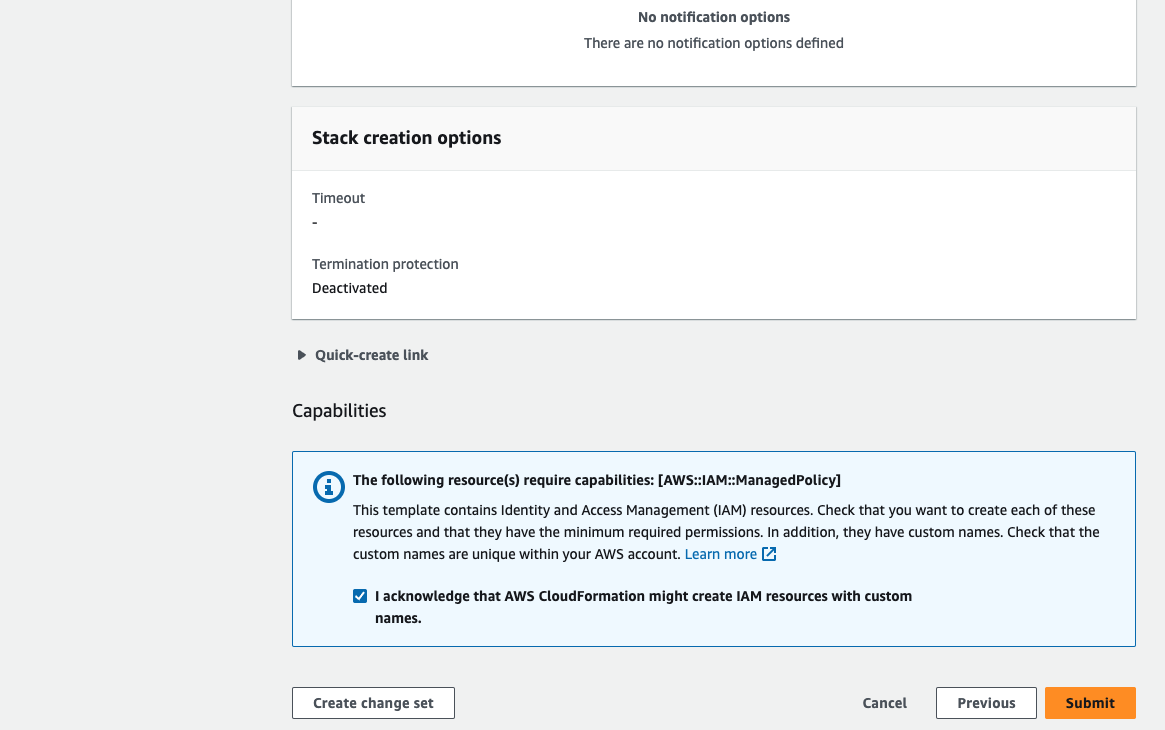 No notification options
There are no notification options defined
Stack creation options
Timeout
-
Termination protection
Deactivated
Quick-create link
Capabilities
The following resource(s) require capabilities: [AWS::IAM::ManagedPolicy]
This template contains Identity and Access Management (IAM) resources. Check that you want to create each of these
resources and that they have the minimum required permissions. In addition, they have custom names. Check that the
custom names are unique within your AWS account. Learn more
I acknowledge that AWS CloudFormation might create IAM resources with custom
names.
Create change set
Cancel
Previous
Submit